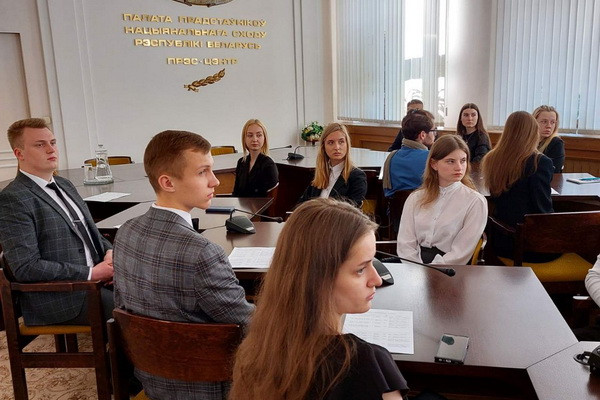 ПАЛАТА ПРАДСТАЎНІКОЎ
НАЦЫЯНАЛЬНАГА СХОДУ
РЭСПУБЛІКІ БЕЛАРУСЬ
ПРЭС-ЦЭНТР